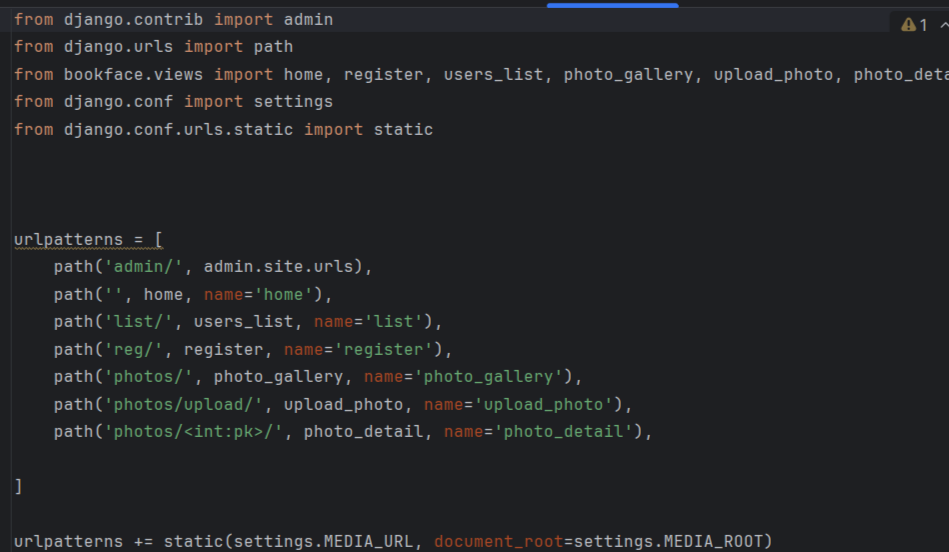 from django.contrib import admin
1
from django.urls import path
from bookface.views import home, register, users_list, photo_gallery, upload_photo, photo_deta
from django.conf import settings
from django.conf.urls.static import static
urlpatterns = [
    path('admin/', admin.site.urls),
    path('', home, name='home'),
    path('list/', users_list, name='list'),
    path('reg/', register, name='register'),
    path('photos/', photo_gallery, name='photo_gallery'),
    path('photos/upload/', upload_photo, name='upload_photo'),
    path('photos/<int:pk>/', photo_detail, name='photo_detail'),
]
urlpatterns += static(settings.MEDIA_URL, document_root=settings.MEDIA_ROOT)